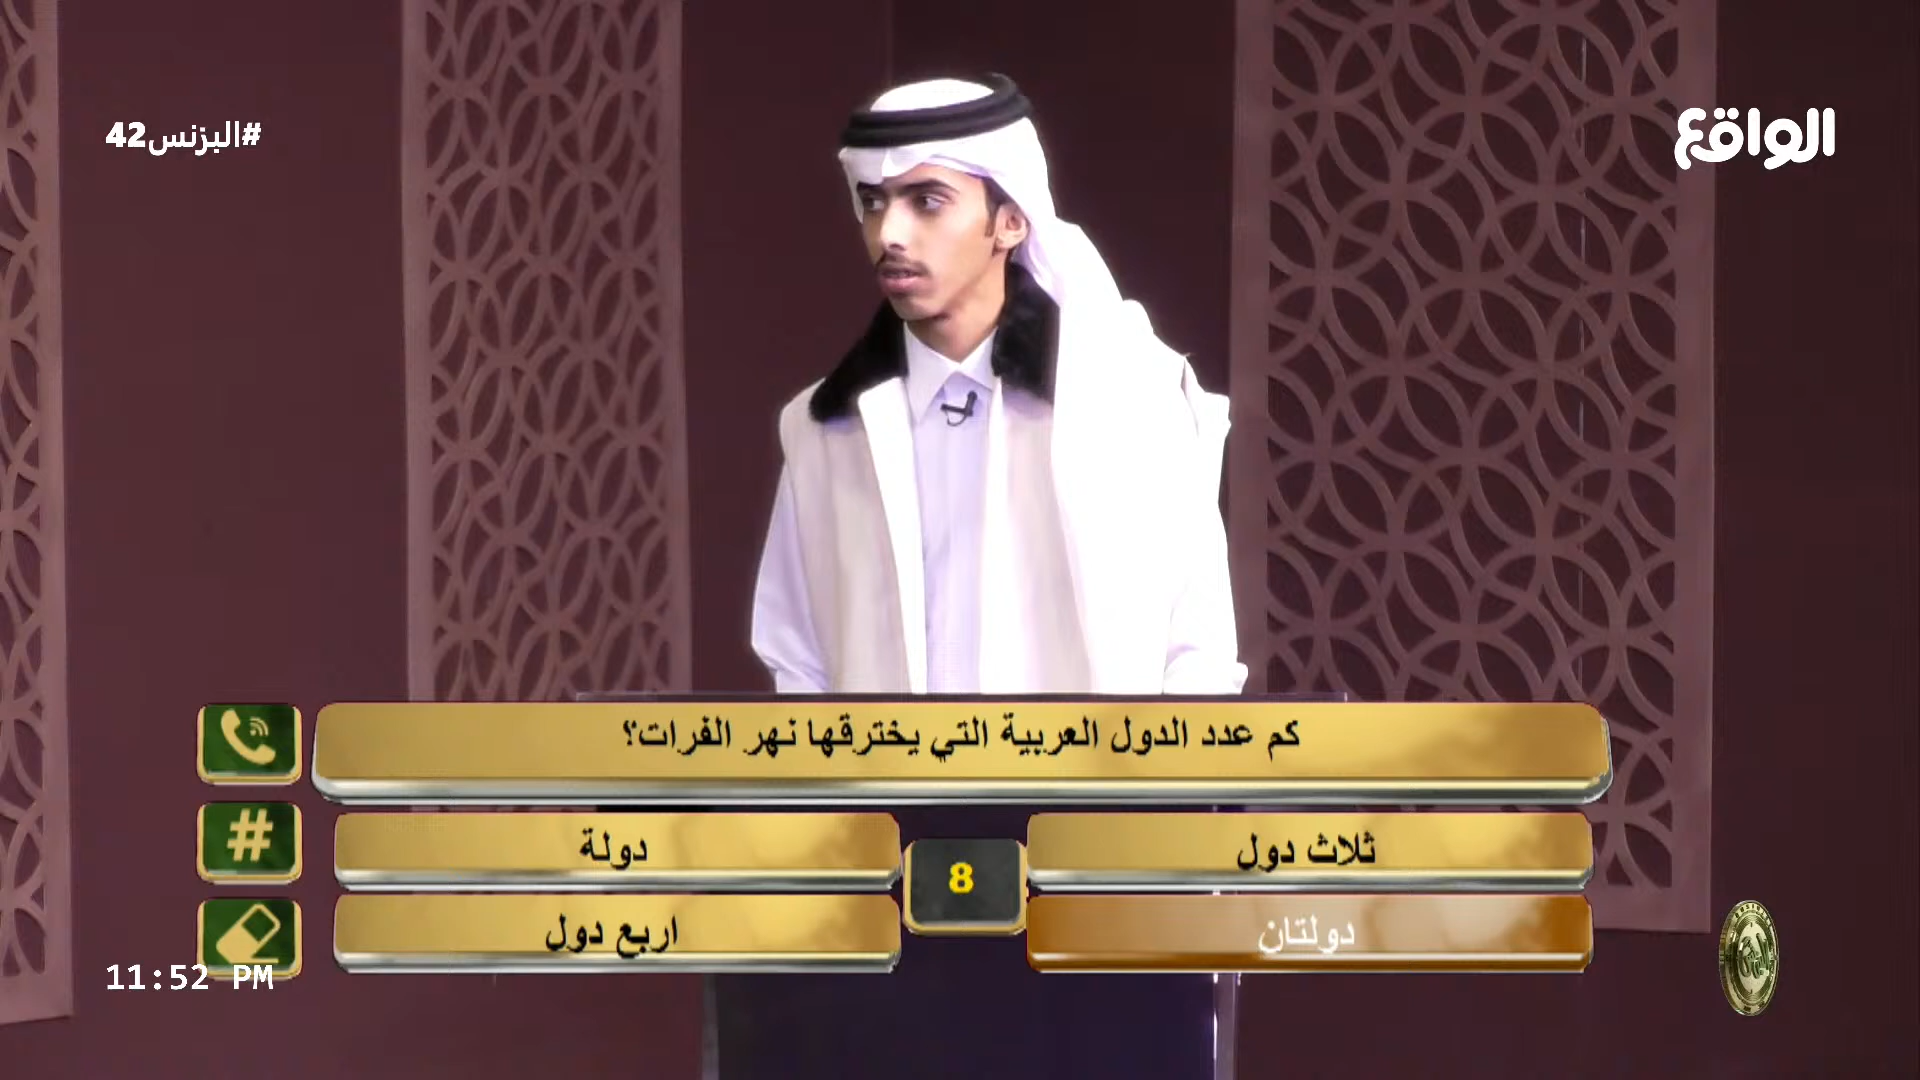 #البزنس42
الواقع
كم عدد الدول العربية التي يخترقها نهر الفرات؟
ثلاث دول
دولة
8
دولتان
اربع دول
#
11:52 PM